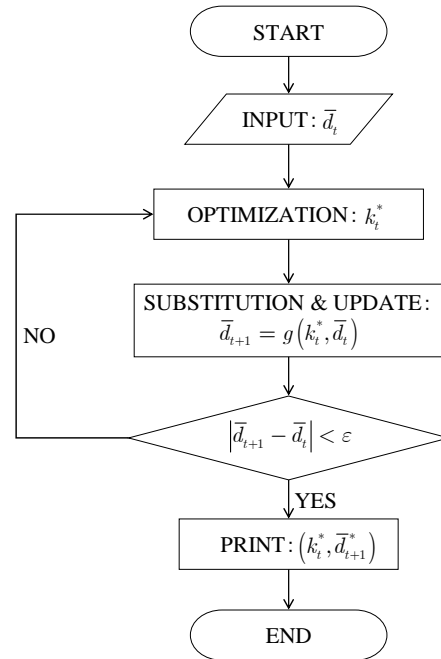 START
INPUT: d̄ₜ
OPTIMIZATION: kₜ*
SUBSTITUTION & UPDATE:
d̄ₜ₊₁ = g(kₜ*, d̄ₜ)
NO
|d̄ₜ₊₁ − d̄ₜ| < ε
YES
PRINT: (kₜ*, d̄ₜ₊₁*)
END